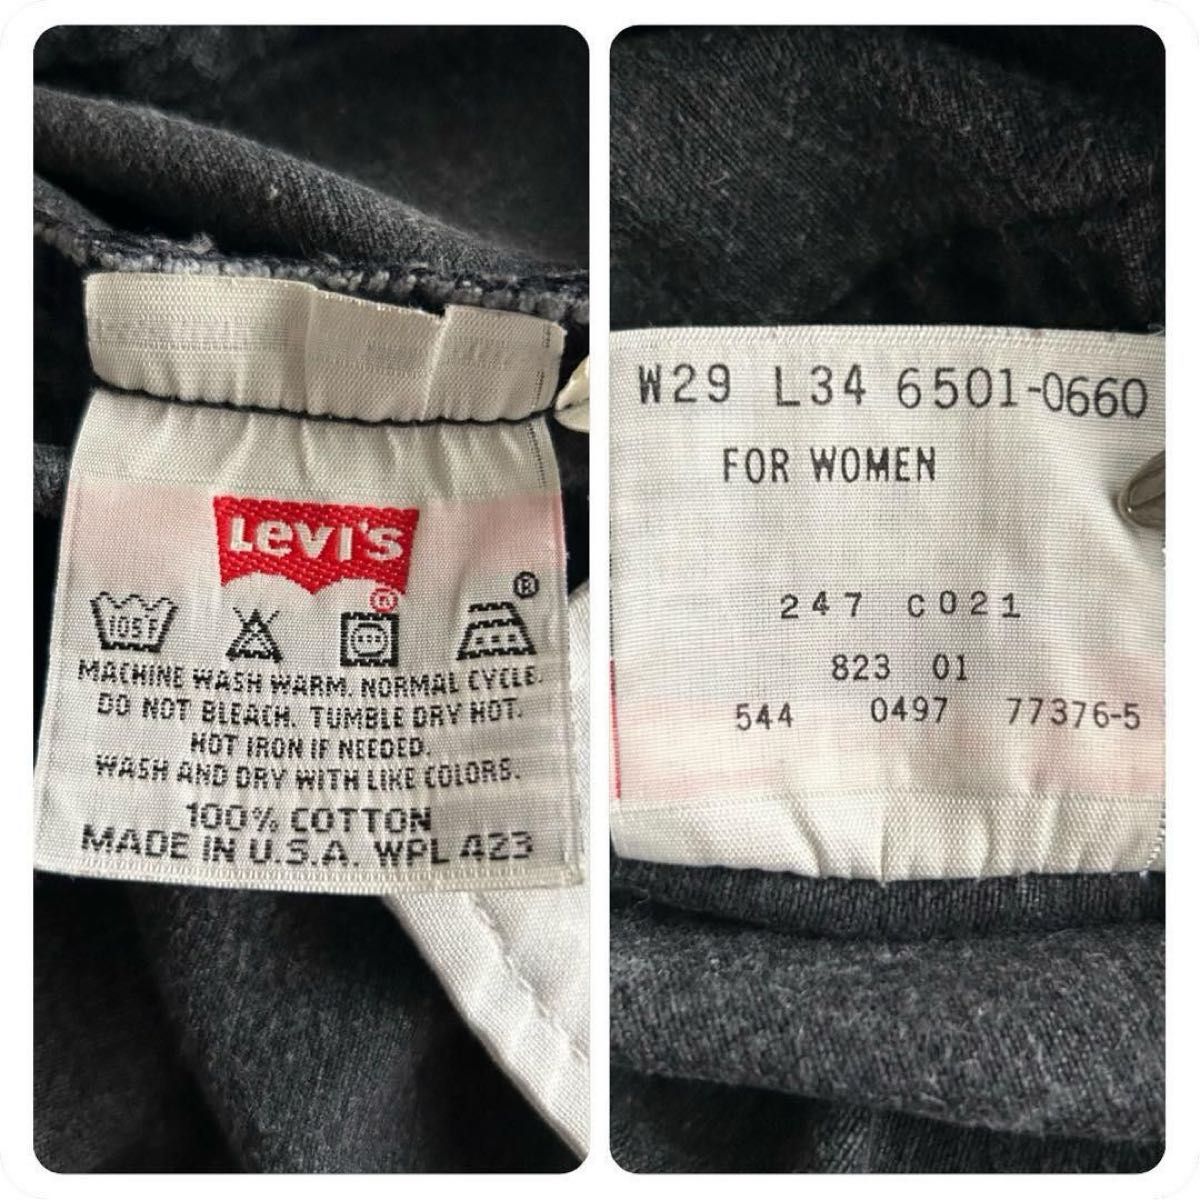 Levi's
®
®
105F
MACHINE WASH WARM. NORMAL CYCLE.
DO NOT BLEACH. TUMBLE DRY HOT.
HOT IRON IF NEEDED.
WASH AND DRY WITH LIKE COLORS.
100% COTTON
MADE IN U.S.A. WPL 423
W29 L34 6501-0660
FOR WOMEN
247 C021
823 01
544 0497 77376-5